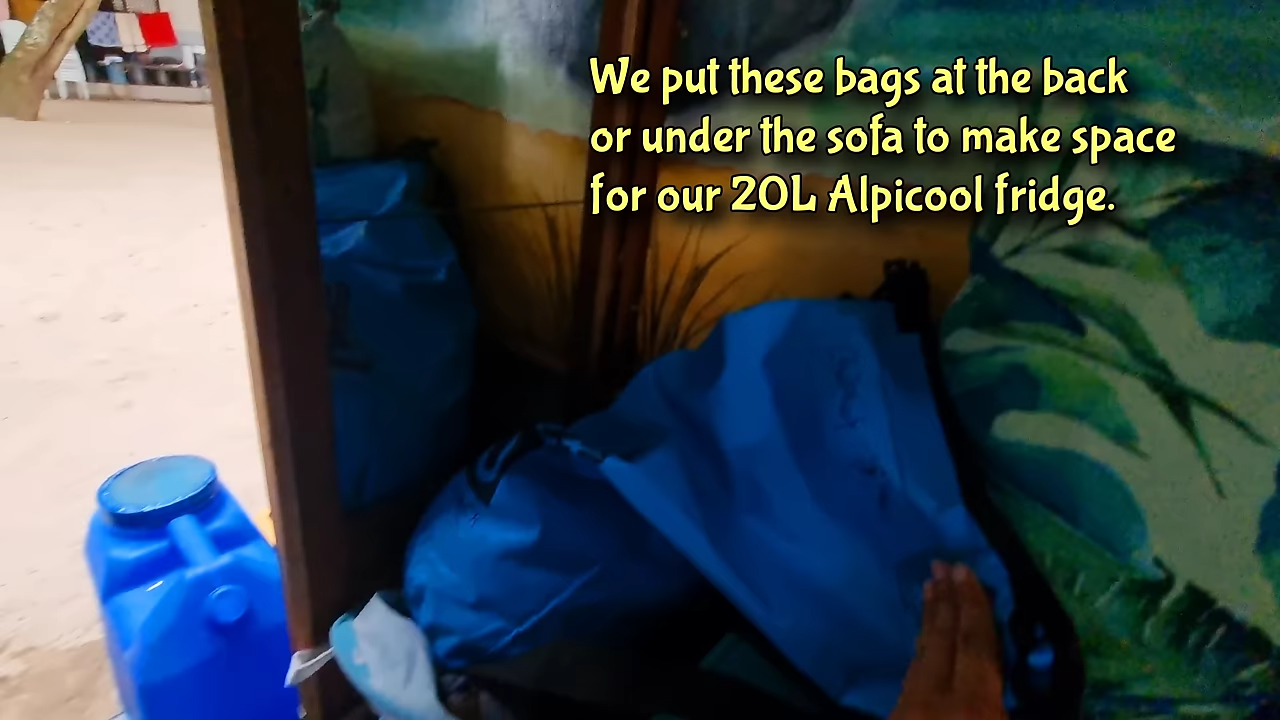 We put these bags at the back
or under the sofa to make space
for our 20L Alpicool fridge.